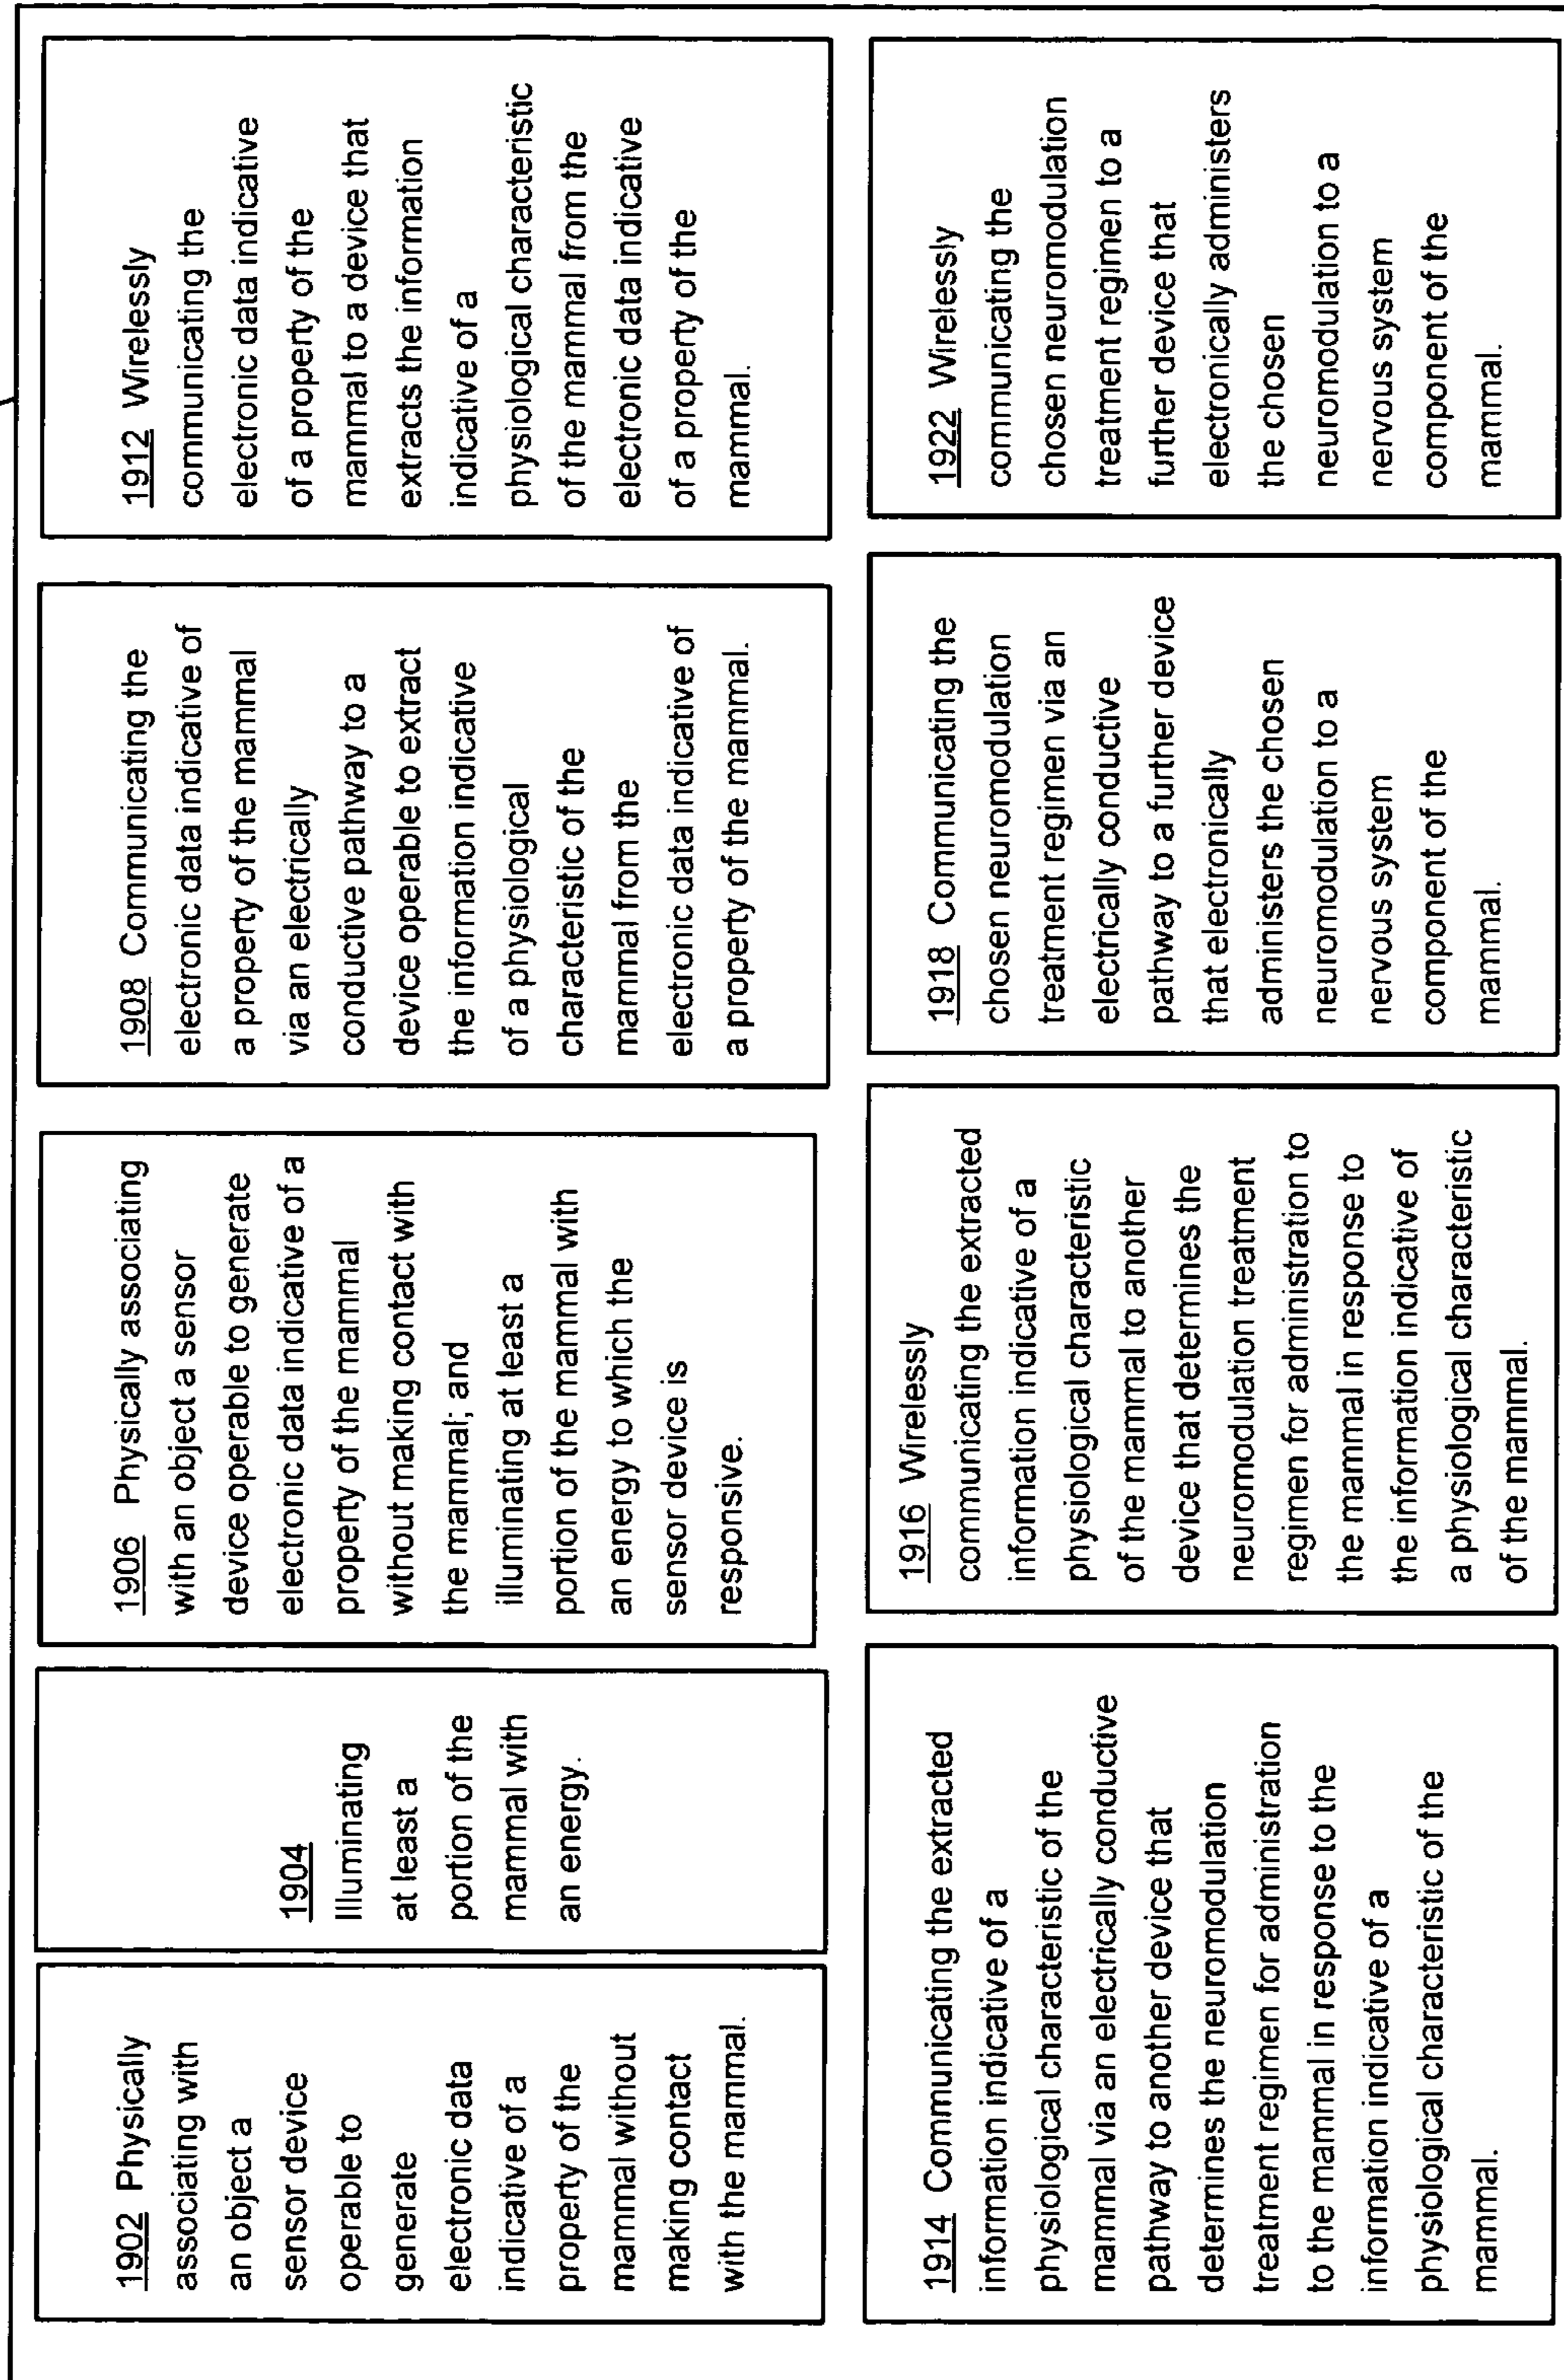 1902 Physically
associating with
an object a
sensor device
operable to
generate
electronic data
indicative of a
property of the
mammal without
making contact
with the mammal.
1904
Illuminating
at least a
portion of the
mammal with
an energy.
1906 Physically associating
with an object a sensor
device operable to generate
electronic data indicative of a
property of the mammal
without making contact with
the mammal; and
illuminating at least a
portion of the mammal with
an energy to which the
sensor device is
responsive.
1908 Communicating the
electronic data indicative of
a property of the mammal
via an electrically
conductive pathway to a
device operable to extract
the information indicative
of a physiological
characteristic of the
mammal from the
electronic data indicative of
a property of the mammal.
1912 Wirelessly
communicating the
electronic data indicative
of a property of the
mammal to a device that
extracts the information
indicative of a
physiological characteristic
of the mammal from the
electronic data indicative
of a property of the
mammal.
1914 Communicating the extracted
information indicative of a
physiological characteristic of the
mammal via an electrically conductive
pathway to another device that
determines the neuromodulation
treatment regimen for administration
to the mammal in response to the
information indicative of a
physiological characteristic of the
mammal.
1916 Wirelessly
communicating the extracted
information indicative of a
physiological characteristic
of the mammal to another
device that determines the
neuromodulation treatment
regimen for administration to
the mammal in response to
the information indicative of
a physiological characteristic
of the mammal.
1918 Communicating the
chosen neuromodulation
treatment regimen via an
electrically conductive
pathway to a further device
that electronically
administers the chosen
neuromodulation to a
nervous system
component of the
mammal.
1922 Wirelessly
communicating the
chosen neuromodulation
treatment regimen to a
further device that
electronically administers
the chosen
neuromodulation to a
nervous system
component of the
mammal.